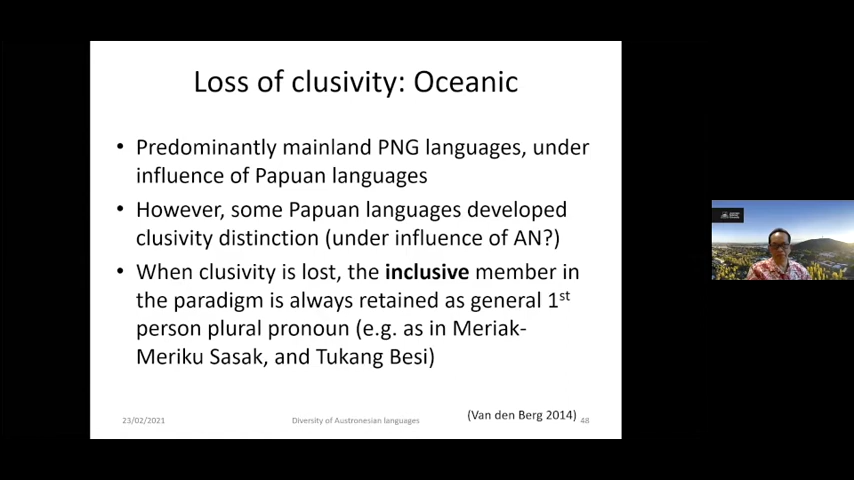 Loss of clusivity: Oceanic
• Predominantly mainland PNG languages, under
influence of Papuan languages
• However, some Papuan languages developed
clusivity distinction (under influence of AN?)
• When clusivity is lost, the inclusive member in
the paradigm is always retained as general 1st
person plural pronoun (e.g. as in Meriak-
Meriku Sasak, and Tukang Besi)
(Van den Berg 2014)
23/02/2021 Diversity of Austronesian languages 48